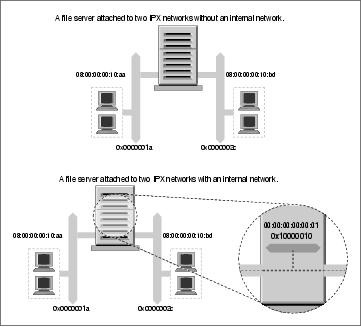 A file server attached to two IPX networks without an internal network.
08:00:00:00:10:aa
08:00:00:00:10:bd
0x0000001a
0x0000002c
A file server attached to two IPX networks with an internal network.
08:00:00:00:10:aa
08:00:00:00:10:bd
00:00:00:00:00:01
0x10000010
0x0000001a
0x0000002c